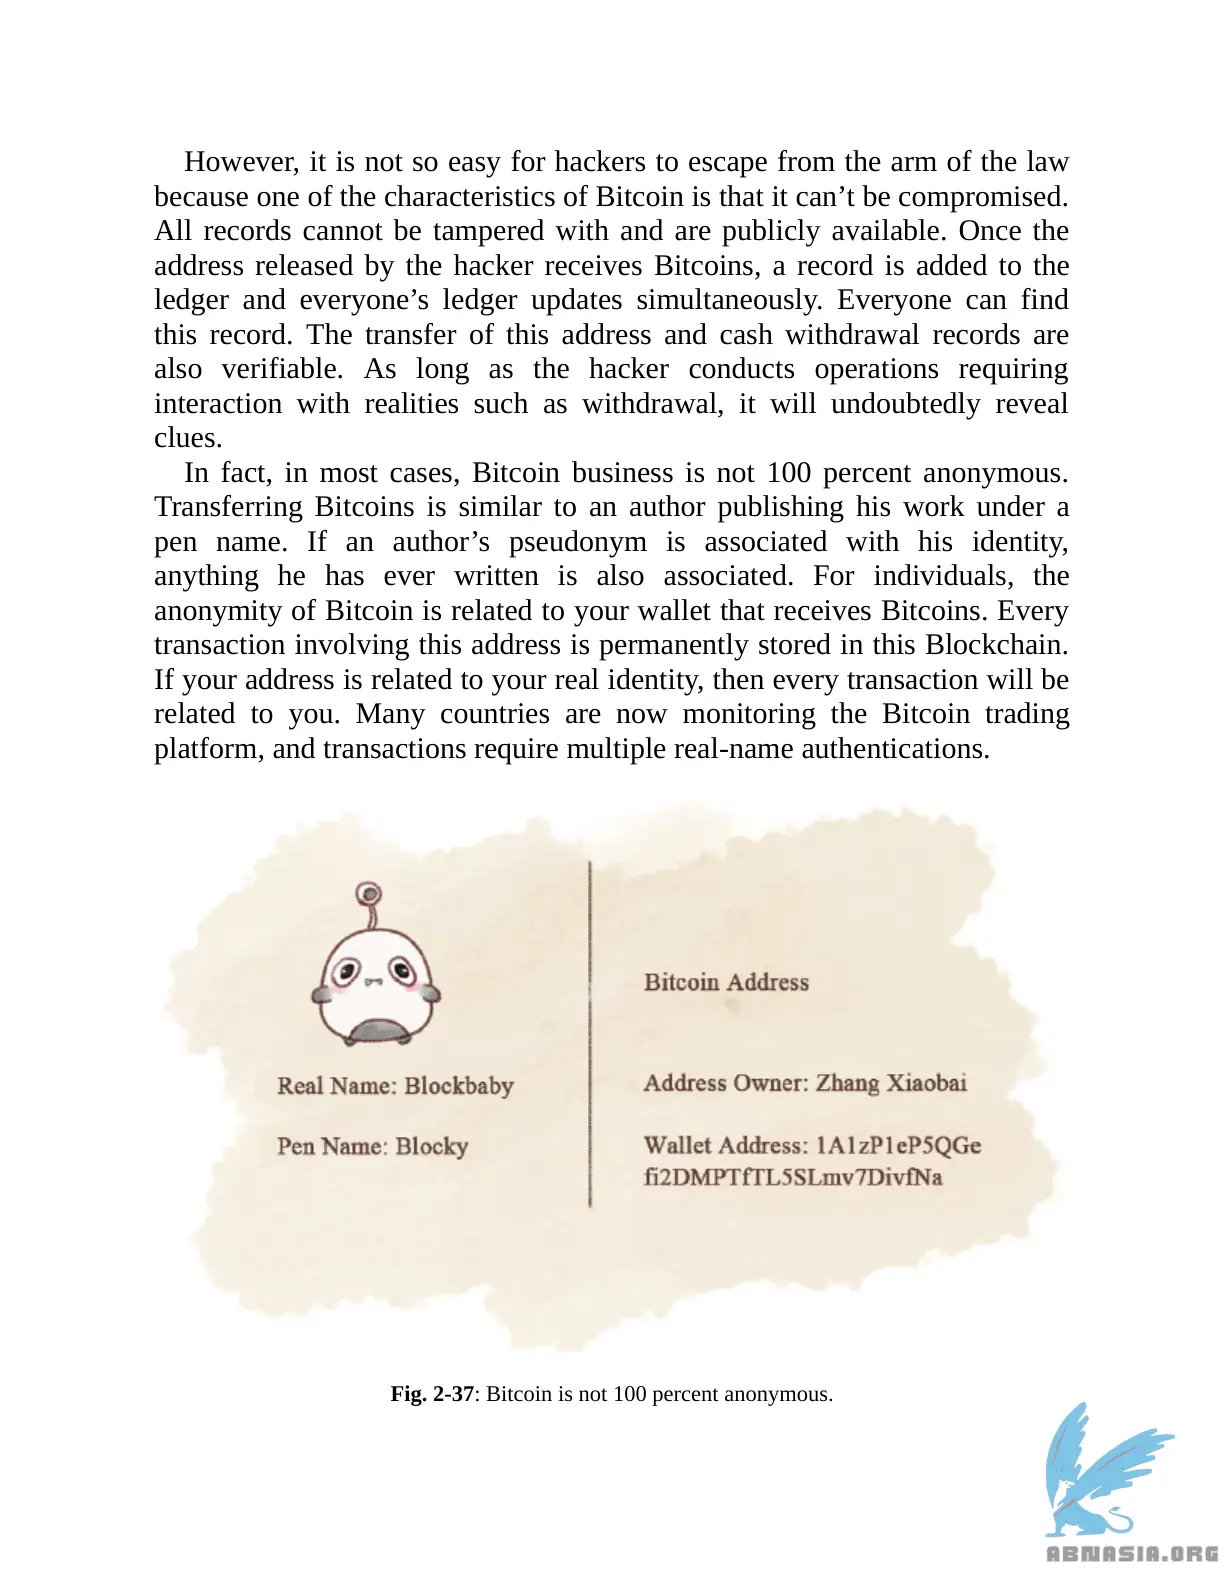 However, it is not so easy for hackers to escape from the arm of the law
because one of the characteristics of Bitcoin is that it can’t be compromised.
All records cannot be tampered with and are publicly available. Once the
address released by the hacker receives Bitcoins, a record is added to the
ledger and everyone’s ledger updates simultaneously. Everyone can find
this record. The transfer of this address and cash withdrawal records are
also verifiable. As long as the hacker conducts operations requiring
interaction with realities such as withdrawal, it will undoubtedly reveal
clues.
In fact, in most cases, Bitcoin business is not 100 percent anonymous.
Transferring Bitcoins is similar to an author publishing his work under a
pen name. If an author’s pseudonym is associated with his identity,
anything he has ever written is also associated. For individuals, the
anonymity of Bitcoin is related to your wallet that receives Bitcoins. Every
transaction involving this address is permanently stored in this Blockchain.
If your address is related to your real identity, then every transaction will be
related to you. Many countries are now monitoring the Bitcoin trading
platform, and transactions require multiple real-name authentications.
Real Name: Blockbaby
Pen Name: Blocky
Bitcoin Address
Address Owner: Zhang Xiaobai
Wallet Address: 1A1zP1eP5QGe
fi2DMPTfTL5SLmv7DivfNa
Fig. 2-37: Bitcoin is not 100 percent anonymous.
ABNASIA.ORG